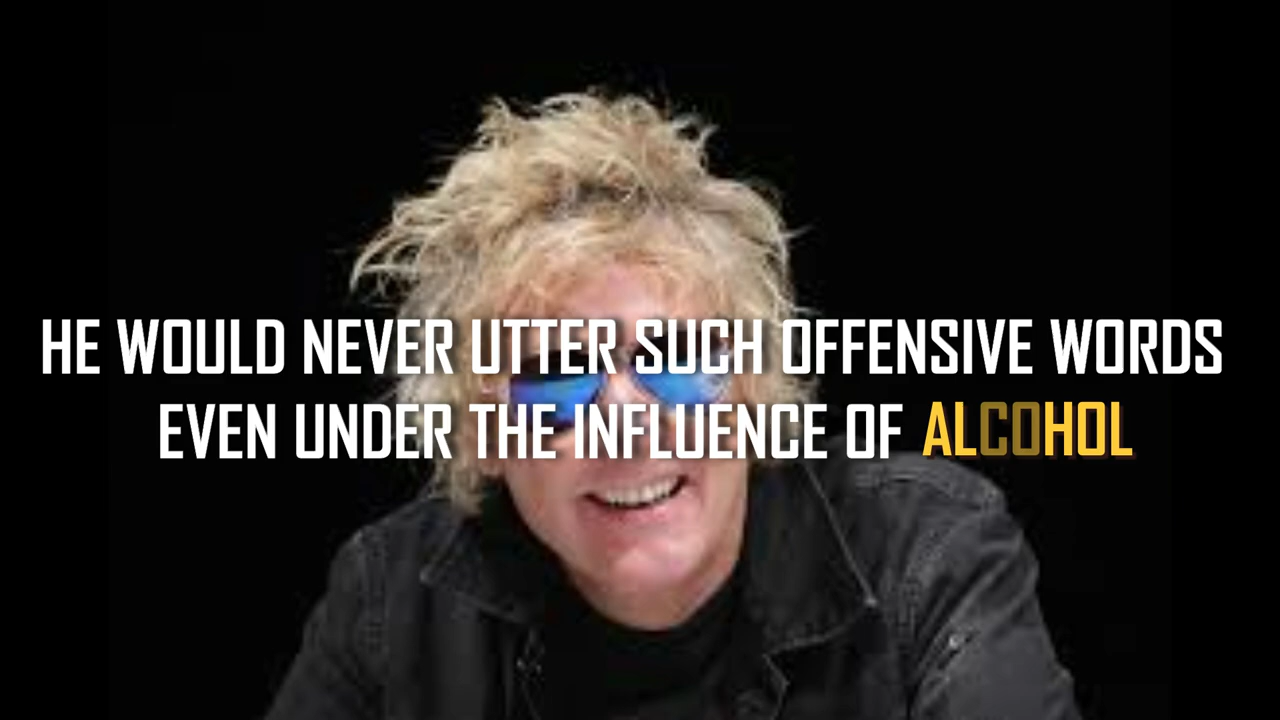 HE WOULD NEVER UTTER SUCH OFFENSIVE WORDS
EVEN UNDER THE INFLUENCE OF ALCOHOL